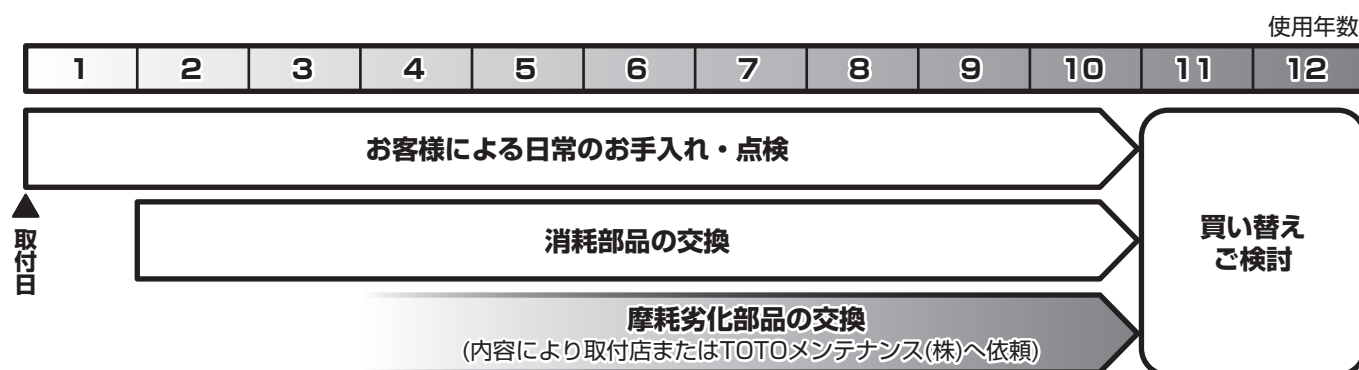 使用年数
1 2 3 4 5 6 7 8 9 10 11 12
お客様による日常のお手入れ・点検
取付日
消耗部品の交換
買い替え
ご検討
摩耗劣化部品の交換
(内容により取付店またはTOTOメンテナンス(株)へ依頼)